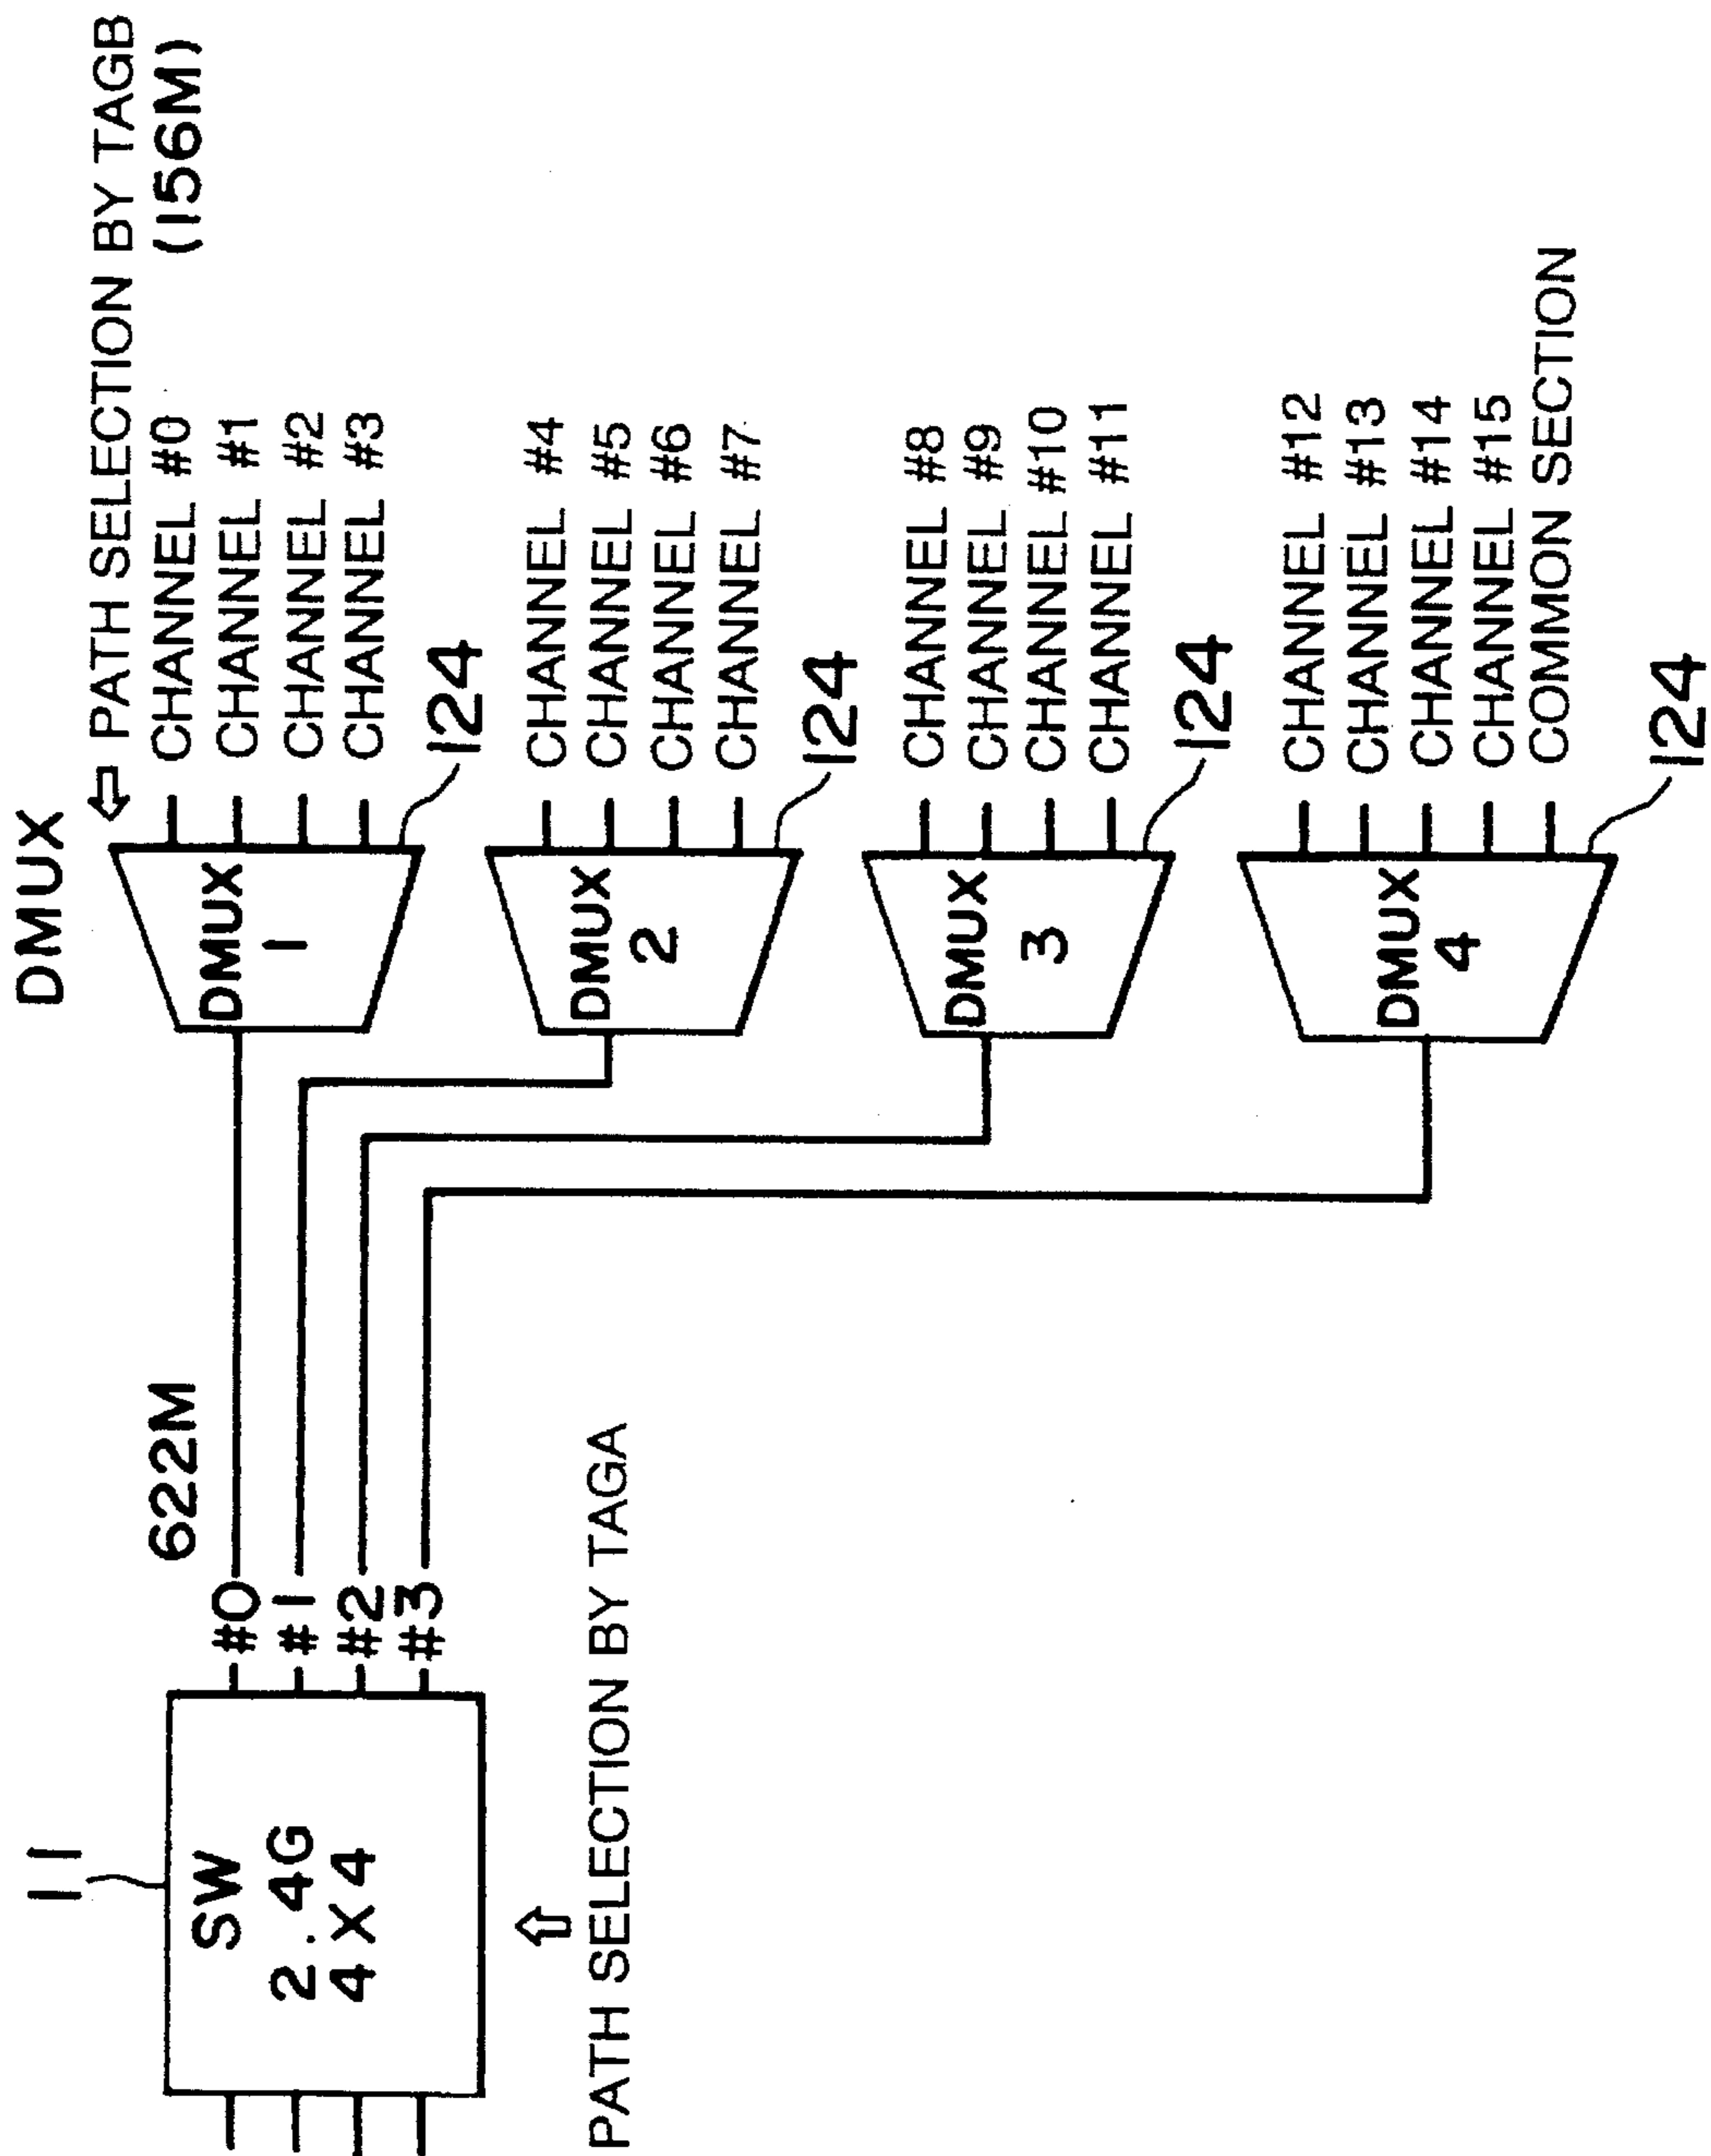 11
SW
2.4G
4X4
PATH SELECTION BY TAGA
#0
#1
#2
#3
622M
DMUX
PATH SELECTION BY TAGB
(156M)
DMUX
1
CHANNEL #0
CHANNEL #1
CHANNEL #2
CHANNEL #3
124
DMUX
2
CHANNEL #4
CHANNEL #5
CHANNEL #6
CHANNEL #7
124
DMUX
3
CHANNEL #8
CHANNEL #9
CHANNEL #10
CHANNEL #11
124
DMUX
4
CHANNEL #12
CHANNEL #13
CHANNEL #14
CHANNEL #15
COMMON SECTION
124